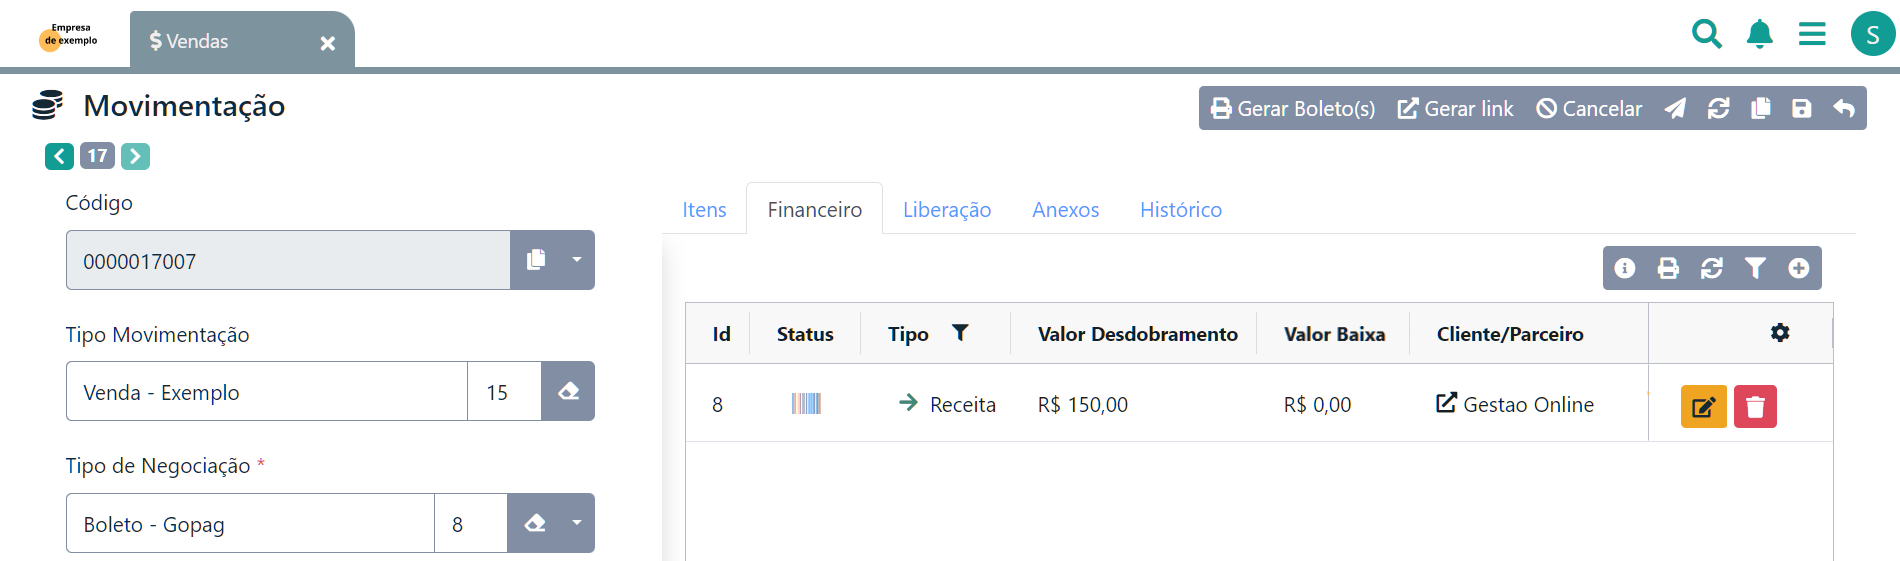 Empresa
de exemplo
$ Vendas
S
Movimentação
Gerar Boleto(s) Gerar link Cancelar
17
Código
0000017007
Tipo Movimentação
Venda - Exemplo 15
Tipo de Negociação *
Boleto - Gopag 8
Itens Financeiro Liberação Anexos Histórico
Id Status Tipo Valor Desdobramento Valor Baixa Cliente/Parceiro
8 Receita R$ 150,00 R$ 0,00 Gestao Online